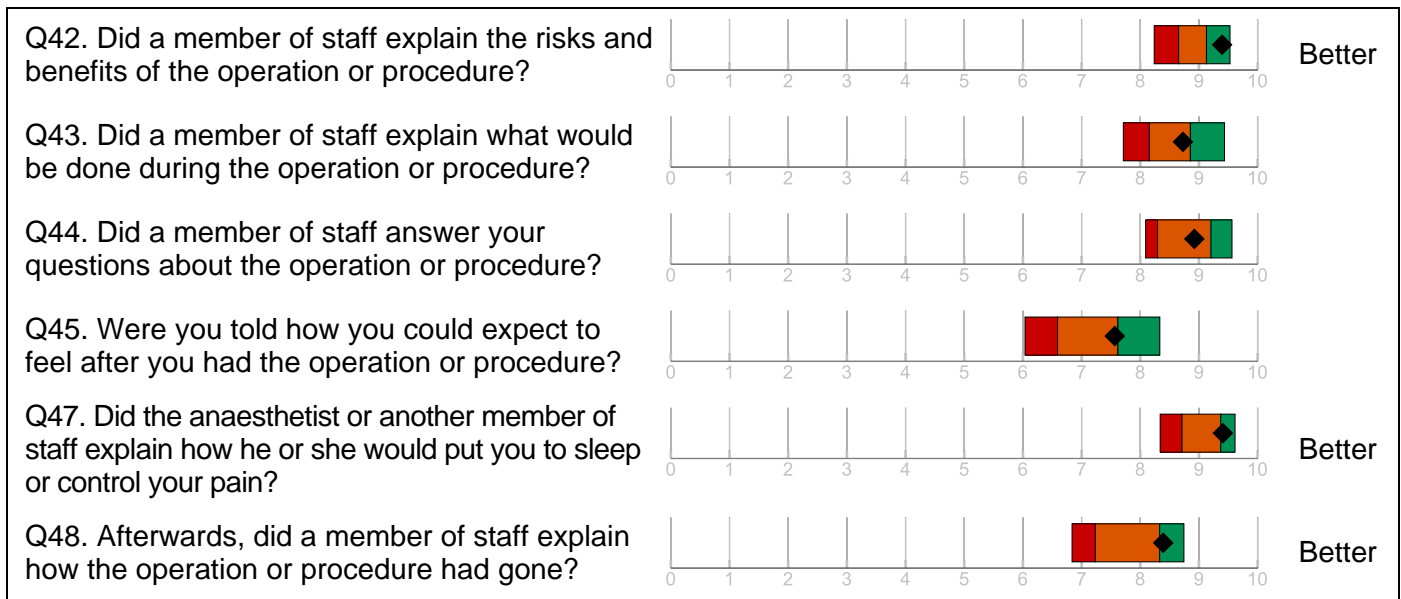 Q42. Did a member of staff explain the risks and
benefits of the operation or procedure?
0 1 2 3 4 5 6 7 8 9 10
Better
Q43. Did a member of staff explain what would
be done during the operation or procedure?
0 1 2 3 4 5 6 7 8 9 10
Q44. Did a member of staff answer your
questions about the operation or procedure?
0 1 2 3 4 5 6 7 8 9 10
Q45. Were you told how you could expect to
feel after you had the operation or procedure?
0 1 2 3 4 5 6 7 8 9 10
Q47. Did the anaesthetist or another member of
staff explain how he or she would put you to sleep
or control your pain?
0 1 2 3 4 5 6 7 8 9 10
Better
Q48. Afterwards, did a member of staff explain
how the operation or procedure had gone?
0 1 2 3 4 5 6 7 8 9 10
Better